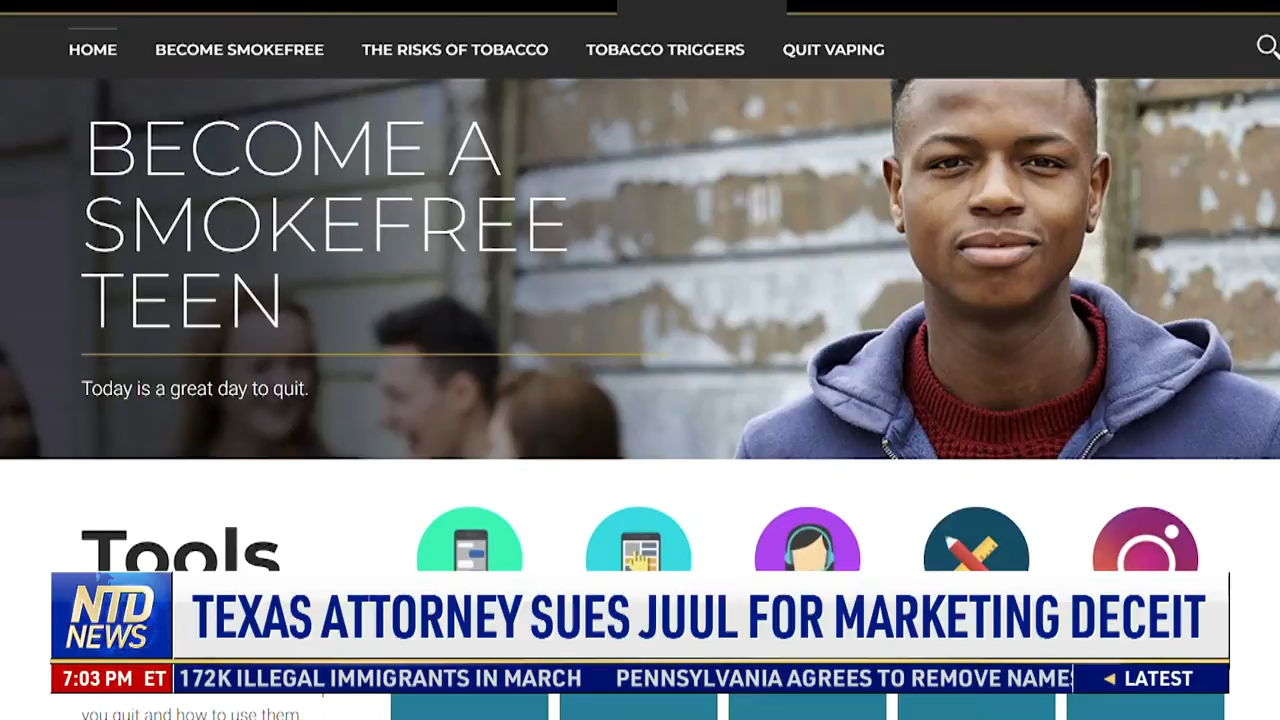 HOME BECOME SMOKEFREE THE RISKS OF TOBACCO TOBACCO TRIGGERS QUIT VAPING
BECOME A
SMOKEFREE
TEEN
Today is a great day to quit.
Tools
NTD
NEWS
TEXAS ATTORNEY SUES JUUL FOR MARKETING DECEIT
7:03 PM ET 172K ILLEGAL IMMIGRANTS IN MARCH PENNSYLVANIA AGREES TO REMOVE NAME LATEST
you quit and how to use them.